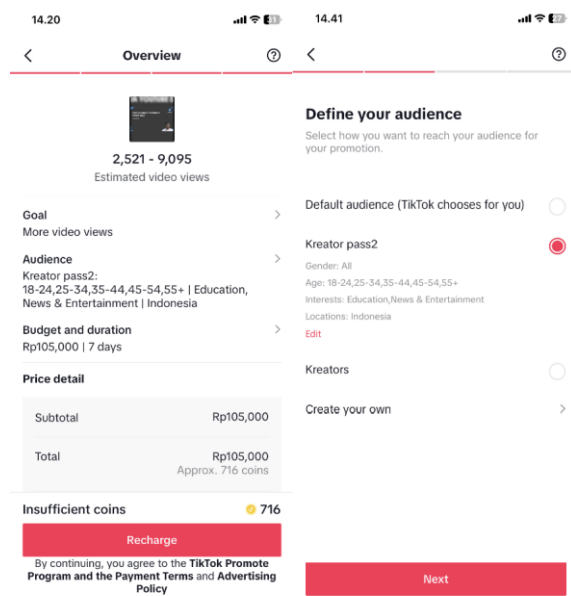 14.20
Overview
2,521 - 9,095
Estimated video views
Goal
More video views
Audience
Kreator pass2:
18-24,25-34,35-44,45-54,55+ | Education,
News & Entertainment | Indonesia
Budget and duration
Rp105,000 | 7 days
Price detail
Subtotal Rp105,000
Total Rp105,000
Approx. 716 coins
Insufficient coins 716
Recharge
By continuing, you agree to the TikTok Promote
Program and the Payment Terms and Advertising
Policy
14.41
Define your audience
Select how you want to reach your audience for
your promotion.
Default audience (TikTok chooses for you)
Kreator pass2
Gender: All
Age: 18-24,25-34,35-44,45-54,55+
Interests: Education,News & Entertainment
Locations: Indonesia
Edit
Kreators
Create your own
Next